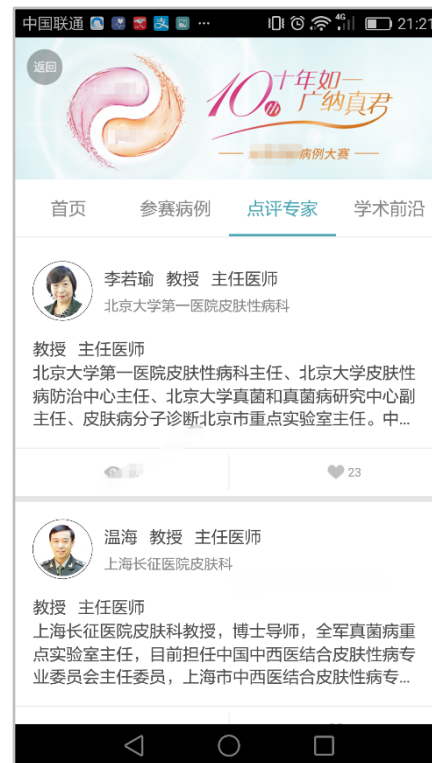 中国联通
4G
21:21
返回
10年
十年如一
广纳真君
病例大赛
首页 参赛病例 点评专家 学术前沿
李若瑜 教授 主任医师
北京大学第一医院皮肤性病科
教授 主任医师
北京大学第一医院皮肤性病科主任、北京大学皮肤性
病防治中心主任、北京大学真菌和真菌病研究中心副
主任、皮肤病分子诊断北京市重点实验室主任。中...
23
温海 教授 主任医师
上海长征医院皮肤科
教授 主任医师
上海长征医院皮肤科教授，博士导师，全军真菌病重
点实验室主任，目前担任中国中西医结合皮肤性病专
业委员会主任委员，上海市中西医结合皮肤性病专...